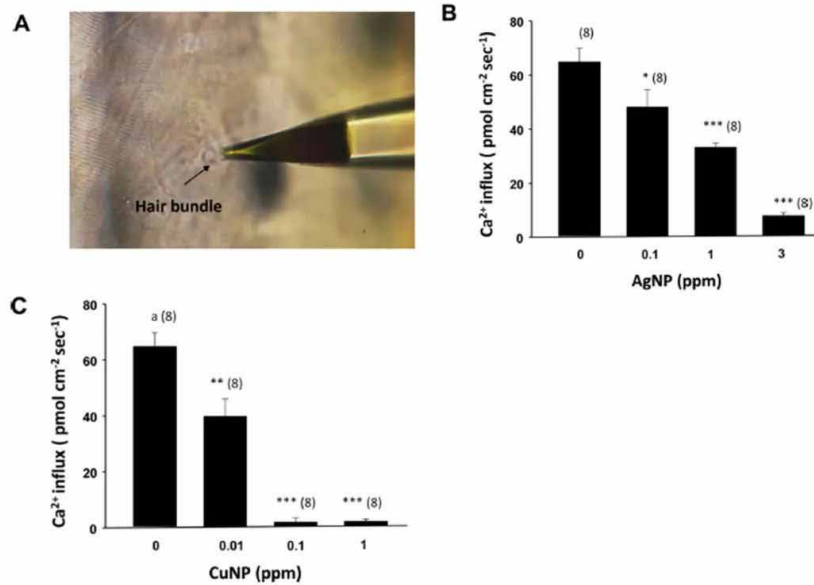 A
Hair bundle
B
Ca²⁺ influx ( pmol cm⁻² sec⁻¹)
80
60
40
20
0
(8)
* (8)
*** (8)
*** (8)
0 0.1 1 3
AgNP (ppm)
C
Ca²⁺ influx ( pmol cm⁻² sec⁻¹)
80
60
40
20
0
a (8)
** (8)
*** (8) *** (8)
0 0.01 0.1 1
CuNP (ppm)